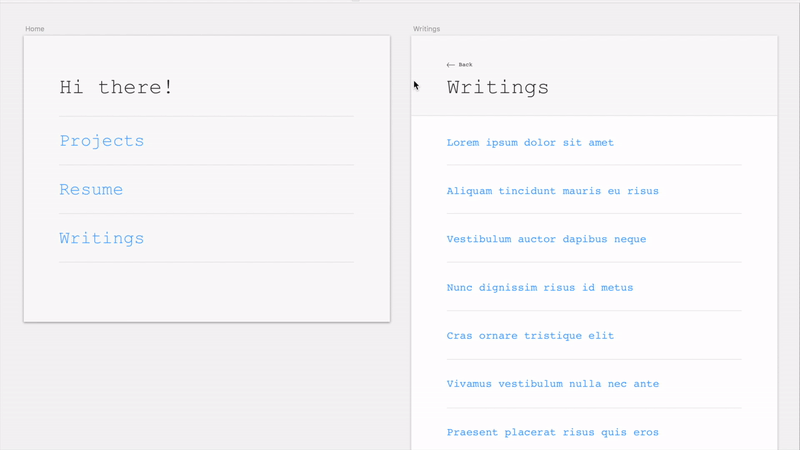 Home
Hi there!
Projects
Resume
Writings
Writings
← Back
Writings
Lorem ipsum dolor sit amet
Aliquam tincidunt mauris eu risus
Vestibulum auctor dapibus neque
Nunc dignissim risus id metus
Cras ornare tristique elit
Vivamus vestibulum nulla nec ante
Praesent placerat risus quis eros